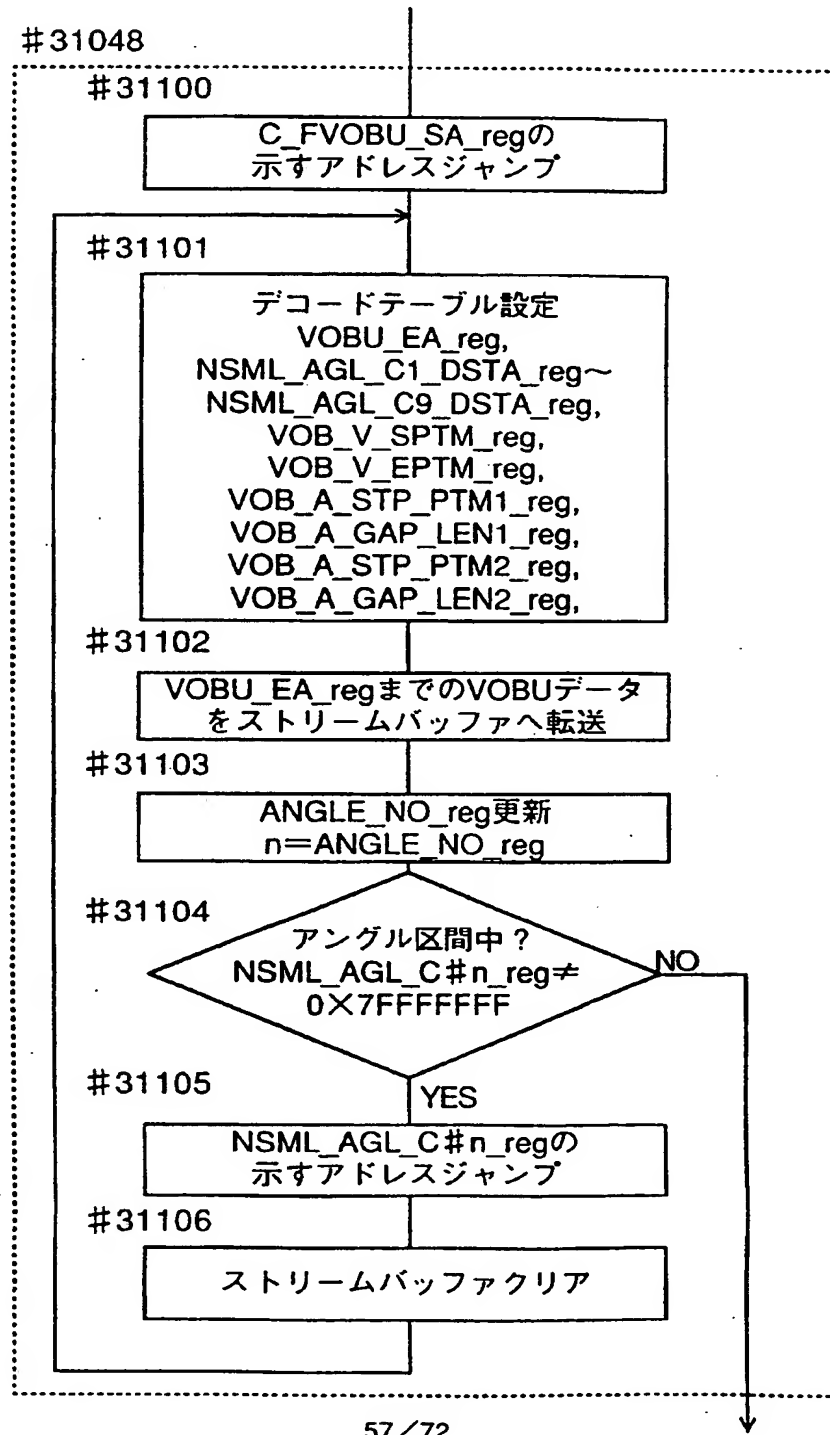 #31048
#31100
C_FVOBU_SA_regの
示すアドレスジャンプ
#31101
デコードテーブル設定
VOBU_EA_reg,
NSML_AGL_C1_DSTA_reg〜
NSML_AGL_C9_DSTA_reg,
VOB_V_SPTM_reg,
VOB_V_EPTM_reg,
VOB_A_STP_PTM1_reg,
VOB_A_GAP_LEN1_reg,
VOB_A_STP_PTM2_reg,
VOB_A_GAP_LEN2_reg,
#31102
VOBU_EA_regまでのVOBUデータ
をストリームバッファへ転送
#31103
ANGLE_NO_reg更新
n=ANGLE_NO_reg
#31104
アングル区間中？
NSML_AGL_C#n_reg≠
0×7FFFFFFF
NO
#31105
YES
NSML_AGL_C#n_regの
示すアドレスジャンプ
#31106
ストリームバッファクリア
57/72